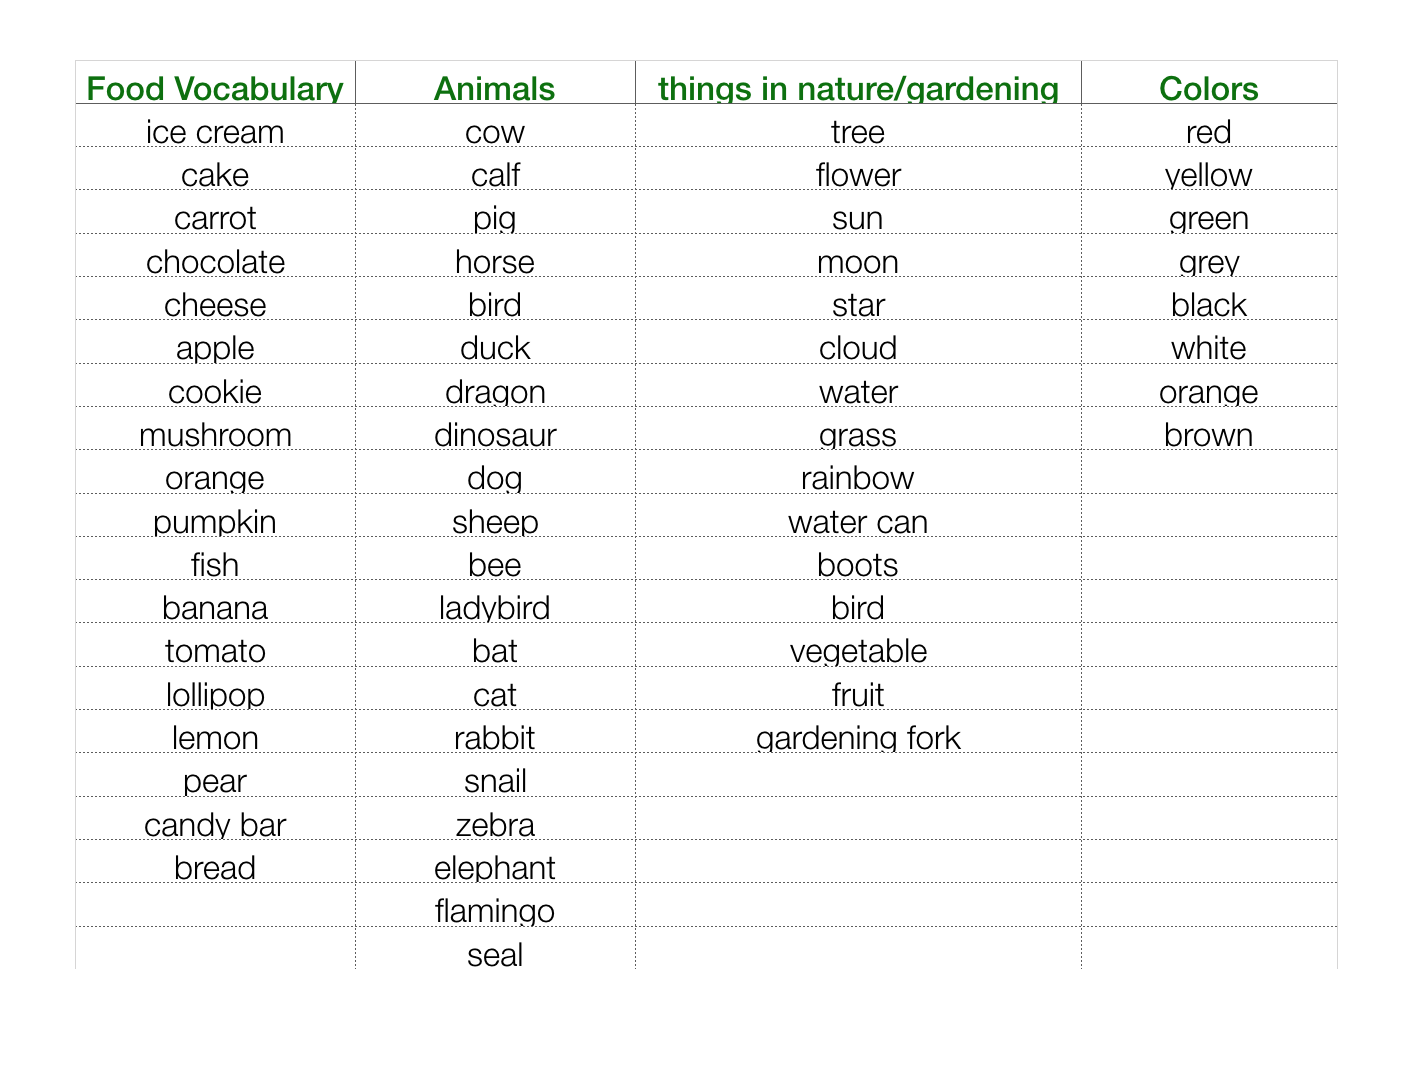 Food Vocabulary Animals things in nature/gardening Colors
ice cream cow tree red
cake calf flower yellow
carrot pig sun green
chocolate horse moon grey
cheese bird star black
apple duck cloud white
cookie dragon water orange
mushroom dinosaur grass brown
orange dog rainbow
pumpkin sheep water can
fish bee boots
banana ladybird bird
tomato bat vegetable
lollipop cat fruit
lemon rabbit gardening fork
pear snail
candy bar zebra
bread elephant
flamingo
seal